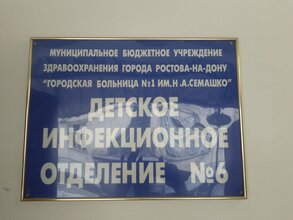 МУНИЦИПАЛЬНОЕ БЮДЖЕТНОЕ УЧРЕЖДЕНИЕ
ЗДРАВООХРАНЕНИЯ ГОРОДА РОСТОВА-НА-ДОНУ
"ГОРОДСКАЯ БОЛЬНИЦА №1 ИМ.Н.А.СЕМАШКО"
ДЕТСКОЕ
ИНФЕКЦИОННОЕ
ОТДЕЛЕНИЕ №6